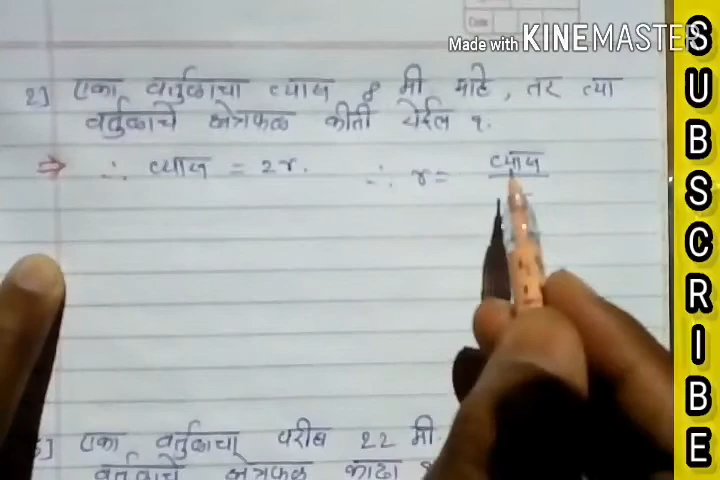 Code
Made with KINEMASTER
SUBSCRIBE
2] एका वर्तुळाचा व्यास 8 मी आहे, तर त्या
वर्तुळाचे क्षेत्रफळ कीती येईल ?
⇒ ∴ व्यास = 2r. ∴ r = व्यास
] एका वर्तुळाचा परीघ 22 मी
वर्तुळाचे क्षेत्रफळ काढा ?